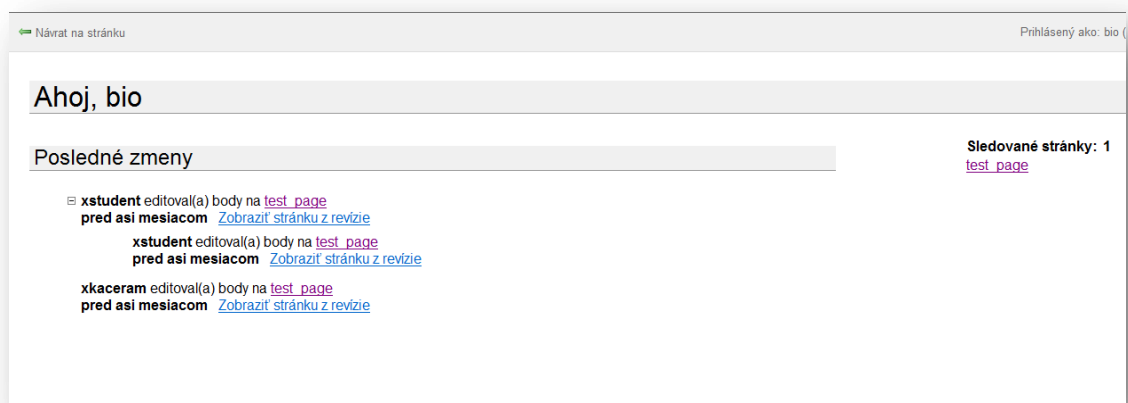 Návrat na stránku
Prihlásený ako: bio (
Ahoj, bio
Posledné zmeny
xstudent editoval(a) body na test_page
pred asi mesiacom Zobraziť stránku z revízie
xstudent editoval(a) body na test_page
pred asi mesiacom Zobraziť stránku z revízie
xkaceram editoval(a) body na test_page
pred asi mesiacom Zobraziť stránku z revízie
Sledované stránky: 1
test_page